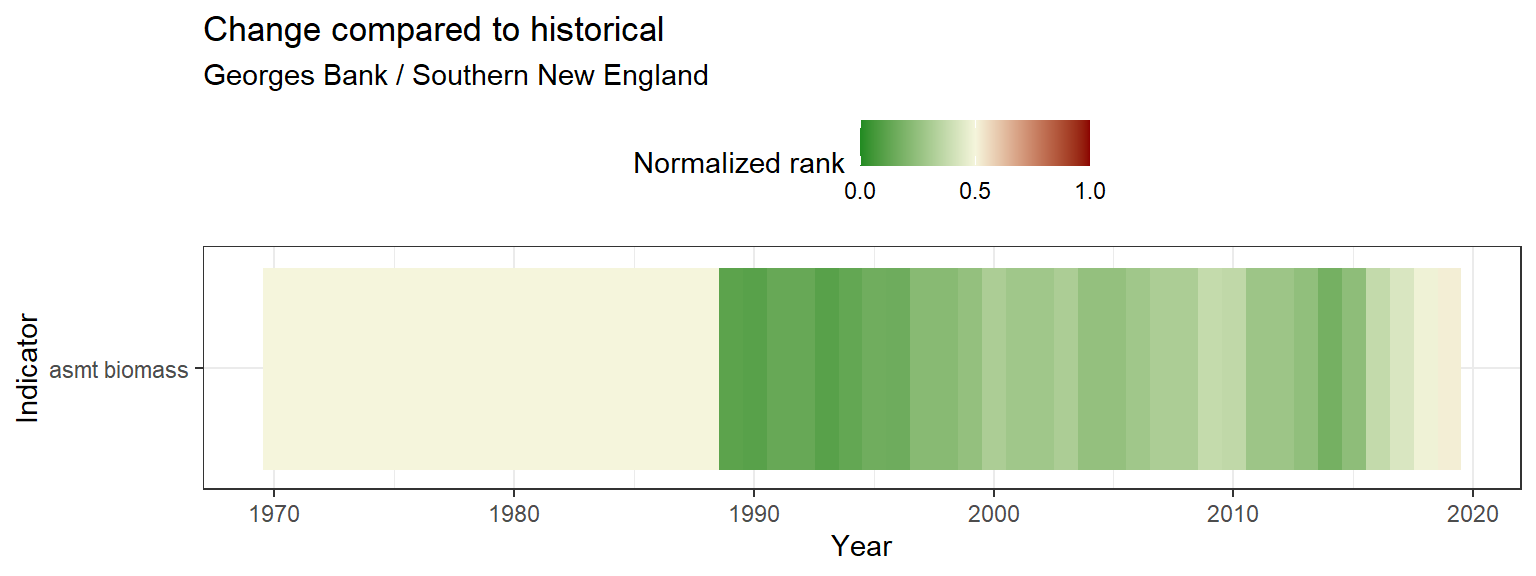 Change compared to historical
Georges Bank / Southern New England
Normalized rank
0.0 0.5 1.0
Indicator
asmt biomass
1970 1980 1990 2000 2010 2020
Year